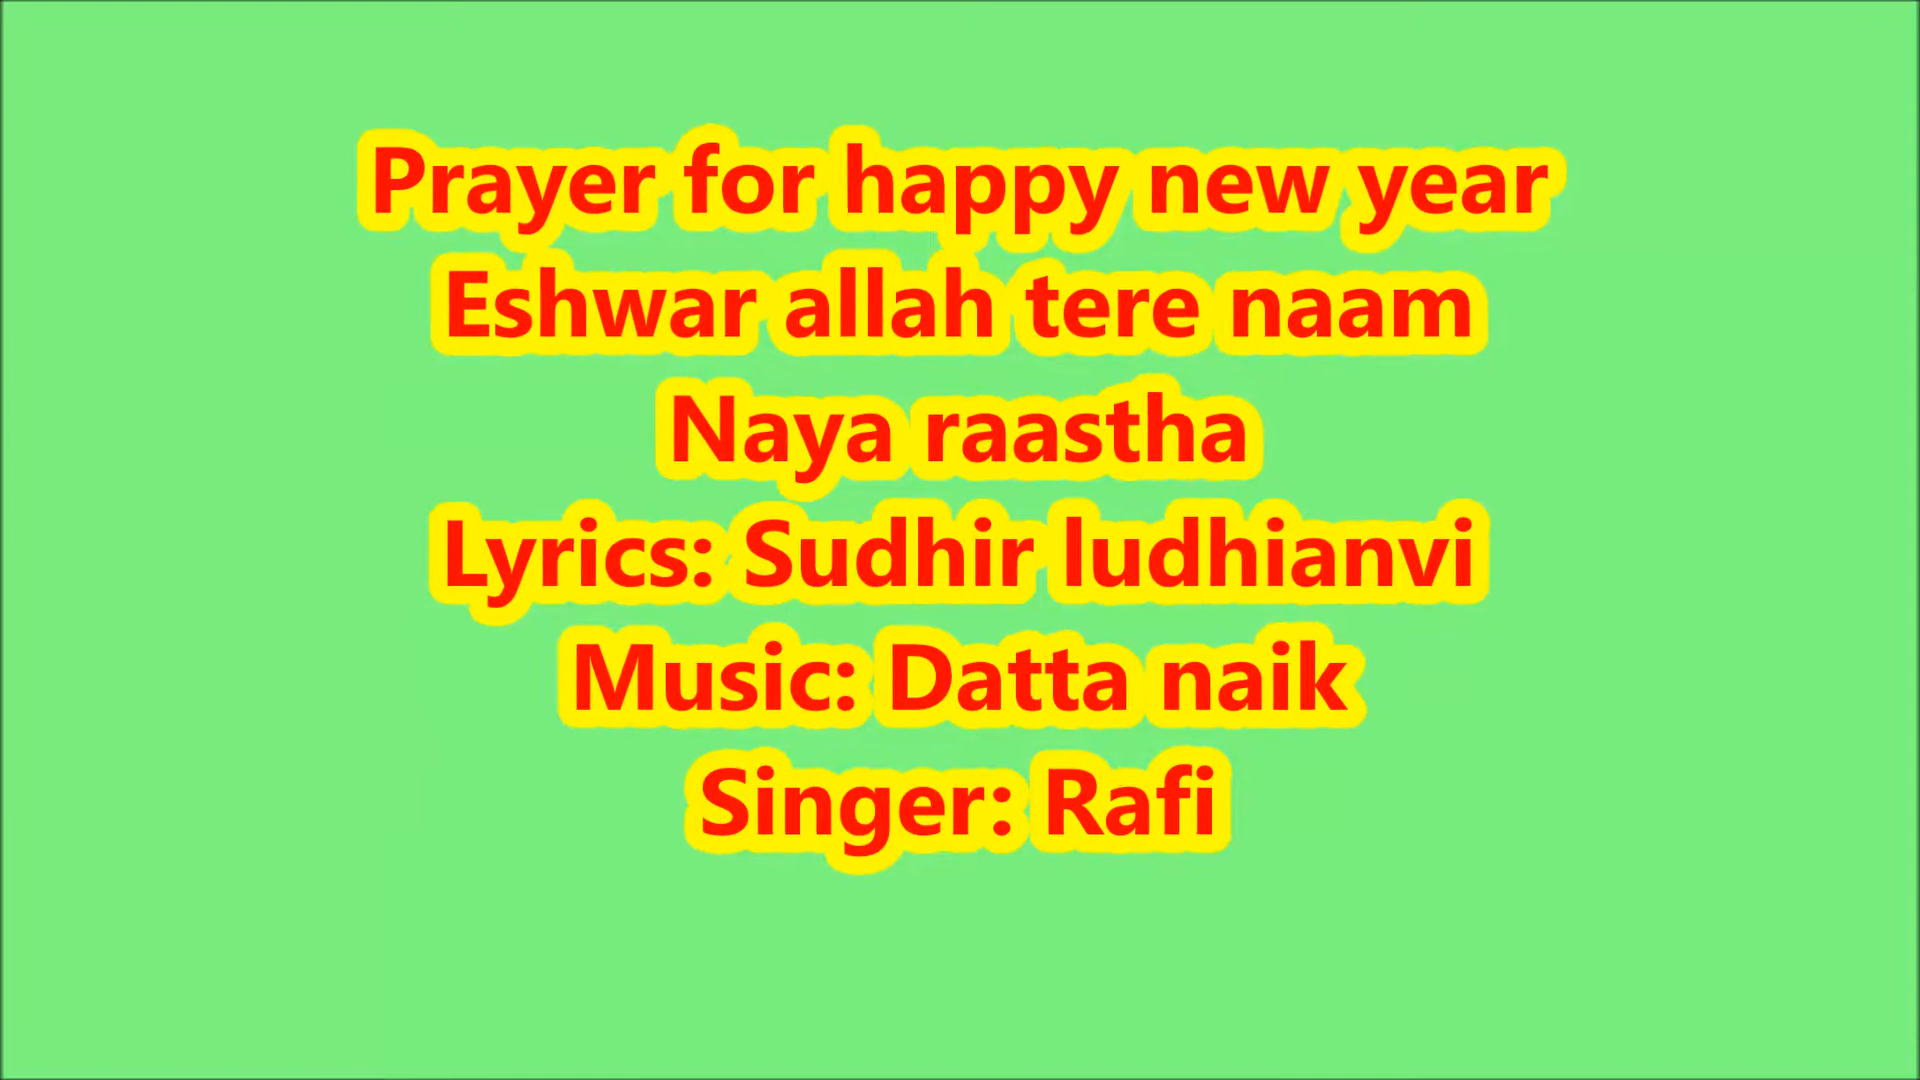 Prayer for happy new year
Eshwar allah tere naam
Naya raastha
Lyrics: Sudhir ludhianvi
Music: Datta naik
Singer: Rafi